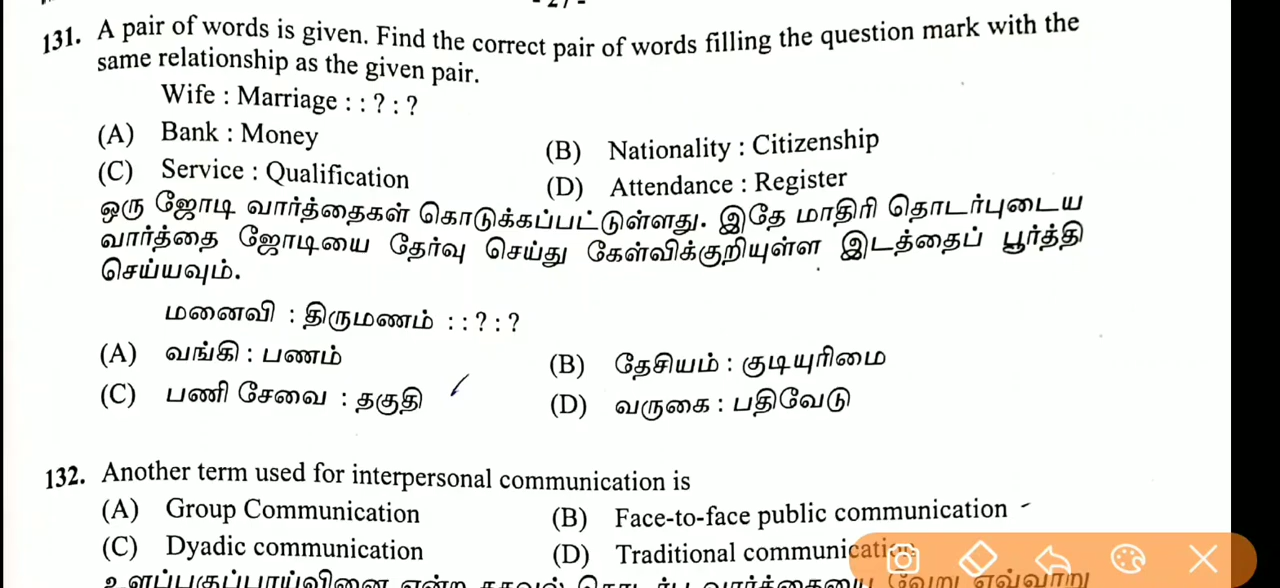 131. A pair of words is given. Find the correct pair of words filling the question mark with the
same relationship as the given pair.
Wife : Marriage : : ? : ?
(A) Bank : Money (B) Nationality : Citizenship
(C) Service : Qualification (D) Attendance : Register
ஒரு ஜோடி வார்த்தைகள் கொடுக்கப்பட்டுள்ளது. இதே மாதிரி தொடர்புடைய
வார்த்தை ஜோடியை தேர்வு செய்து கேள்விக்குறியுள்ள இடத்தைப் பூர்த்தி
செய்யவும்.
மனைவி : திருமணம் : : ? : ?
(A) வங்கி : பணம் (B) தேசியம் : குடியுரிமை
(C) பணி சேவை : தகுதி (D) வருகை : பதிவேடு
132. Another term used for interpersonal communication is
(A) Group Communication (B) Face-to-face public communication
(C) Dyadic communication (D) Traditional communication